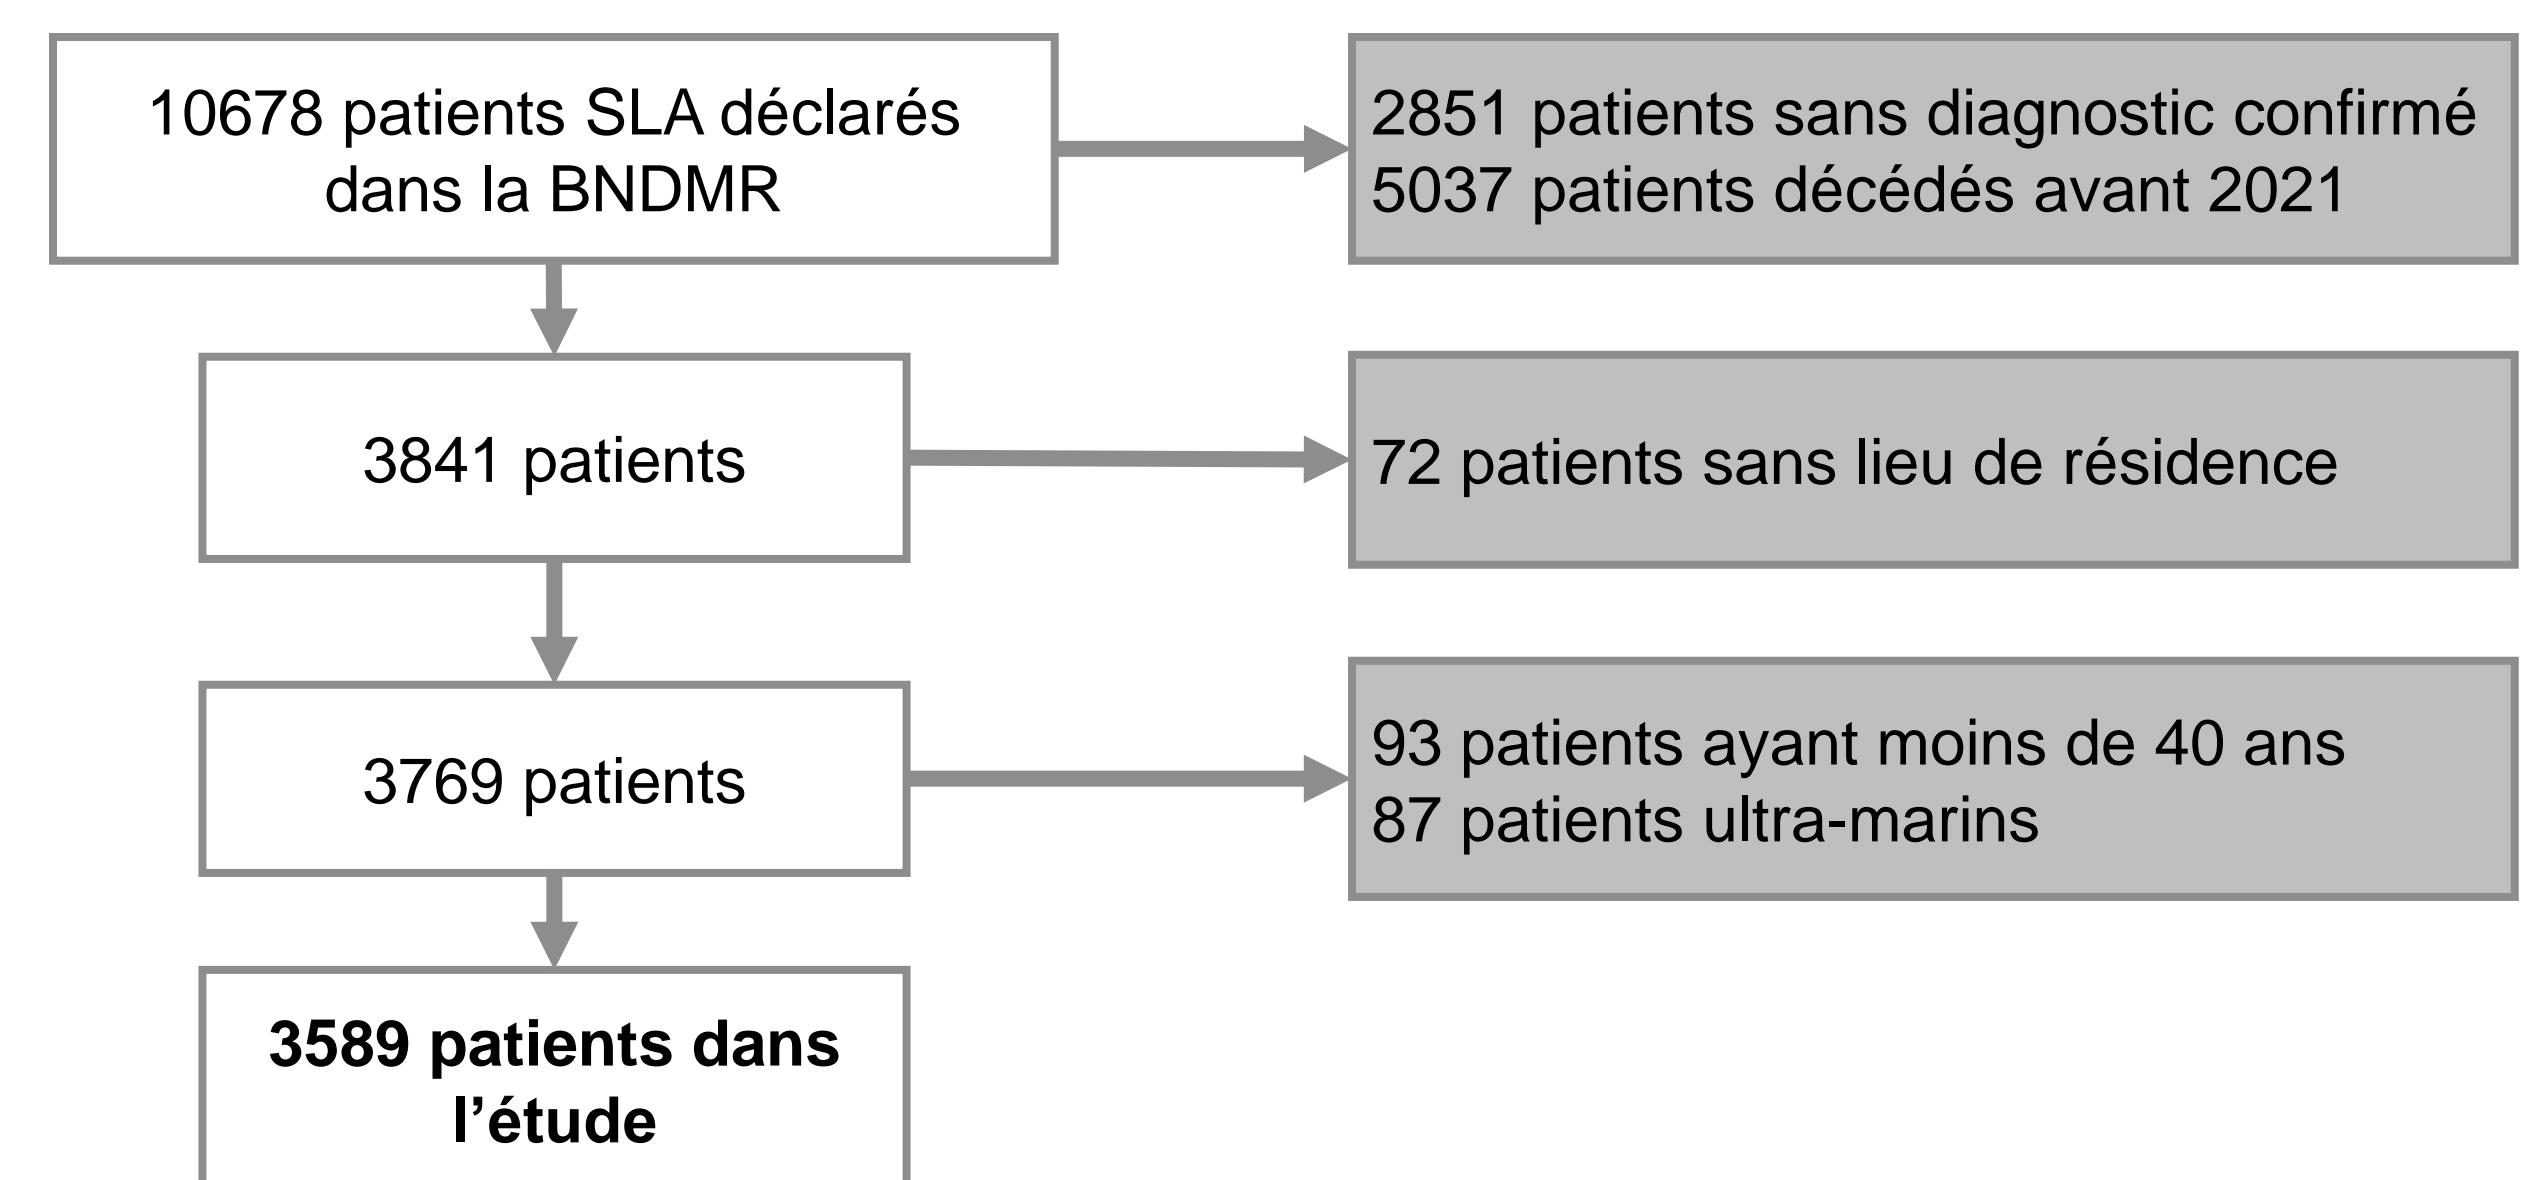 10678 patients SLA déclarés
dans la BNDMR
2851 patients sans diagnostic confirmé
5037 patients décédés avant 2021
3841 patients
72 patients sans lieu de résidence
3769 patients
93 patients ayant moins de 40 ans
87 patients ultra-marins
3589 patients dans
l’étude